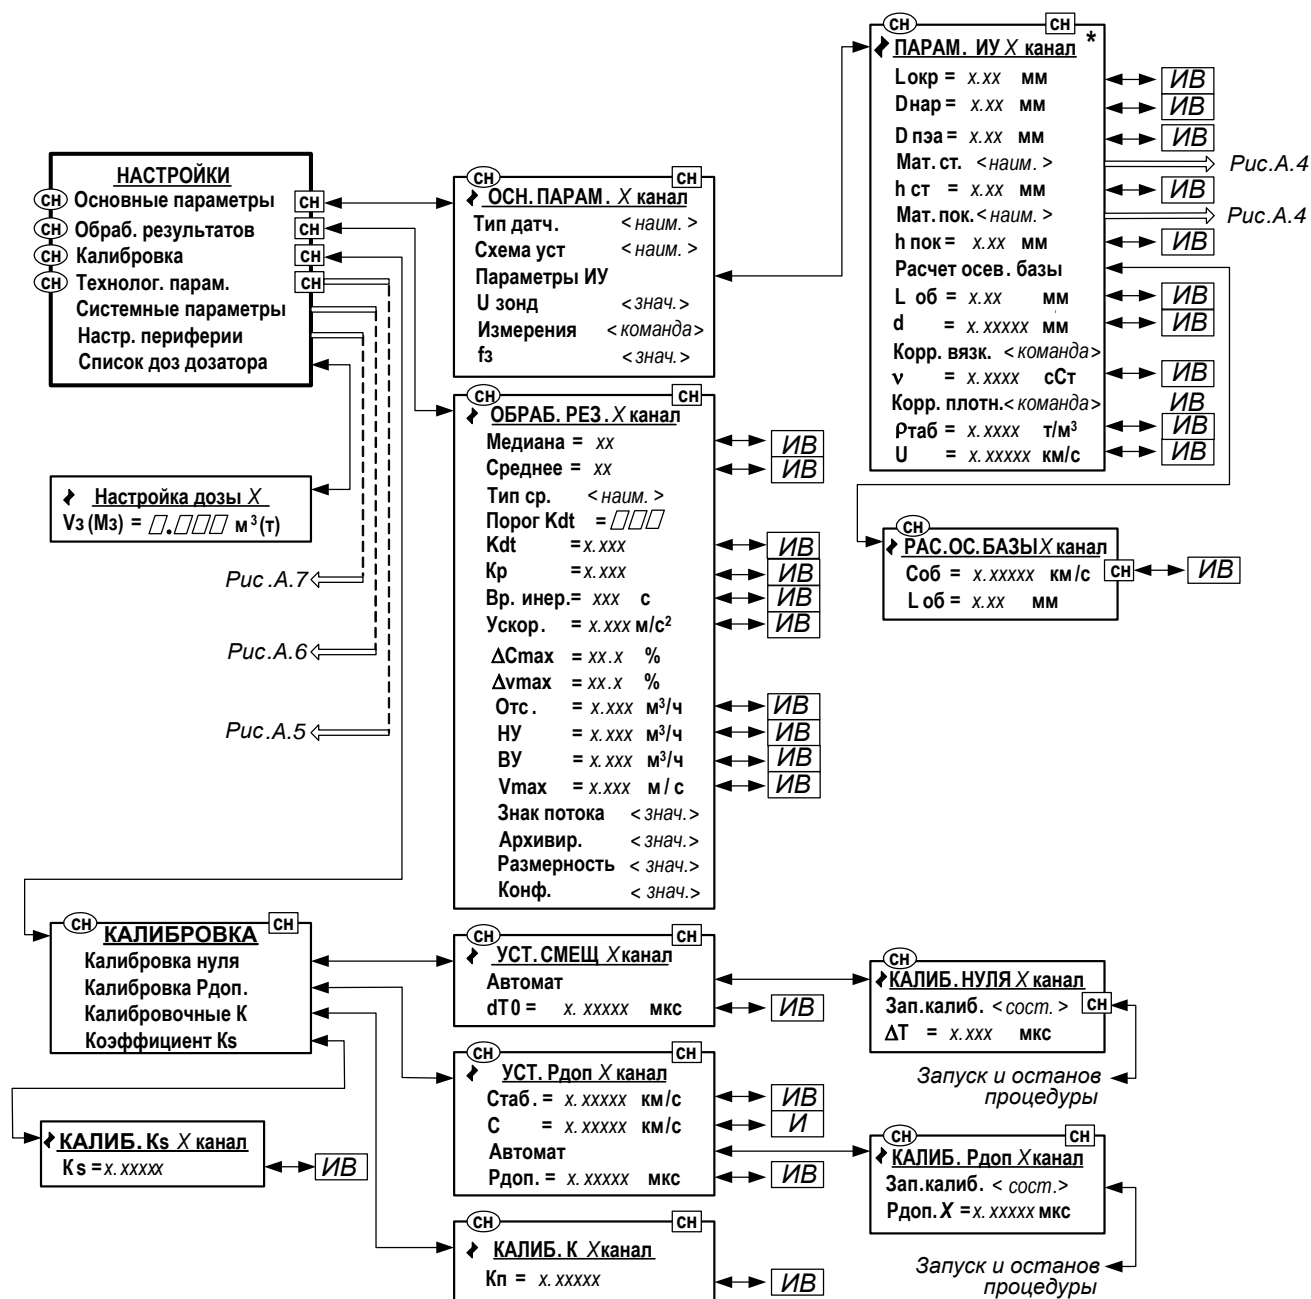 НАСТРОЙКИ
СН Основные параметры СН
СН Обраб. результатов СН
СН Калибровка СН
СН Технолог. парам. СН
Системные параметры
Настр. периферии
Список доз дозатора
Настройка дозы X
Vз (Мз) = 0.000 м³(т)
Рис.А.7
Рис.А.6
Рис.А.5
СН СН
ОСН. ПАРАМ. X канал
Тип датч. <наим.>
Схема уст <наим.>
Параметры ИУ
U зонд <знач.>
Измерения <команда>
fз <знач.>
СН СН
ОБРАБ. РЕЗ. X канал
Медиана = xx ИВ
Среднее = xx ИВ
Тип ср. <наим.>
Порог Kdt = 000
Kdt =x.xxx ИВ
Кр =x.xxx ИВ
Вр. инер.= xxx с ИВ
Ускор. = x.xxx м/с² ИВ
ΔCmax = xx.x %
Δvmax = xx.x %
Отс. = x.xxx м³/ч ИВ
НУ = x.xxx м³/ч ИВ
ВУ = x.xxx м³/ч ИВ
Vmax = x.xxx м/с ИВ
Знак потока <знач.>
Архивир. <знач.>
Размерность <знач.>
Конф. <знач.>
СН СН
ПАРАМ. ИУ X канал *
Lокр = x.xx мм ИВ
Dнар = x.xx мм ИВ
D пэа = x.xx мм ИВ
Мат. ст. <наим.> Рис.А.4
h ст = x.xx мм ИВ
Мат. пок. <наим.> Рис.А.4
h пок = x.xx мм ИВ
Расчет осев. базы
L об = x.xx мм ИВ
d = x.xxxxx мм ИВ
Корр. вязк. <команда>
ν = x.xxxx сСт ИВ
Корр. плотн. <команда> ИВ
ρтаб = x.xxxx т/м³ ИВ
U = x.xxxxx км/с ИВ
СН
РАС.ОС.БАЗЫ X канал
Cоб = x.xxxxx км/с СН ИВ
L об = x.xx мм
СН СН
КАЛИБРОВКА
Калибровка нуля
Калибровка Рдоп.
Калибровочные К
Коэффициент Ks
КАЛИБ. Ks X канал
Ks =x.xxxxx ИВ
СН СН
УСТ. СМЕЩ X канал
Автомат
dT0 = x.xxxxx мкс ИВ
СН
КАЛИБ. НУЛЯ X канал
Зап.калиб. <сост.> СН
ΔT = x.xxx мкс
Запуск и останов
процедуры
СН СН
УСТ. Рдоп X канал
Cтаб. = x.xxxxx км/с ИВ
C = x.xxxxx км/с И
Автомат
Рдоп. = x.xxxxx мкс ИВ
СН СН
КАЛИБ. Рдоп X канал
Зап.калиб. <сост.>
Рдоп. X =x.xxxxx мкс
Запуск и останов
процедуры
СН СН
КАЛИБ. К X канал
Кп = x.xxxxx ИВ